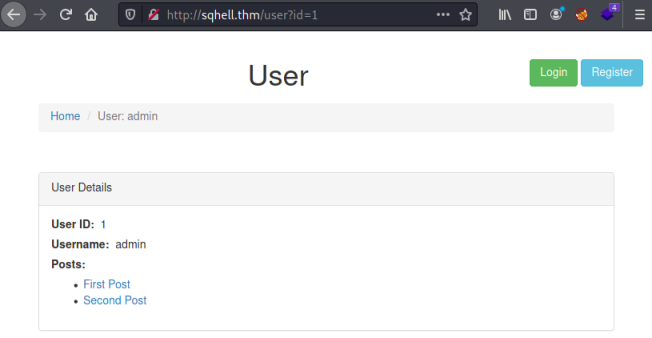 http://sqhell.thm/user?id=1
4
User
Login
Register
Home / User: admin
User Details
User ID: 1
Username: admin
Posts:
First Post
Second Post